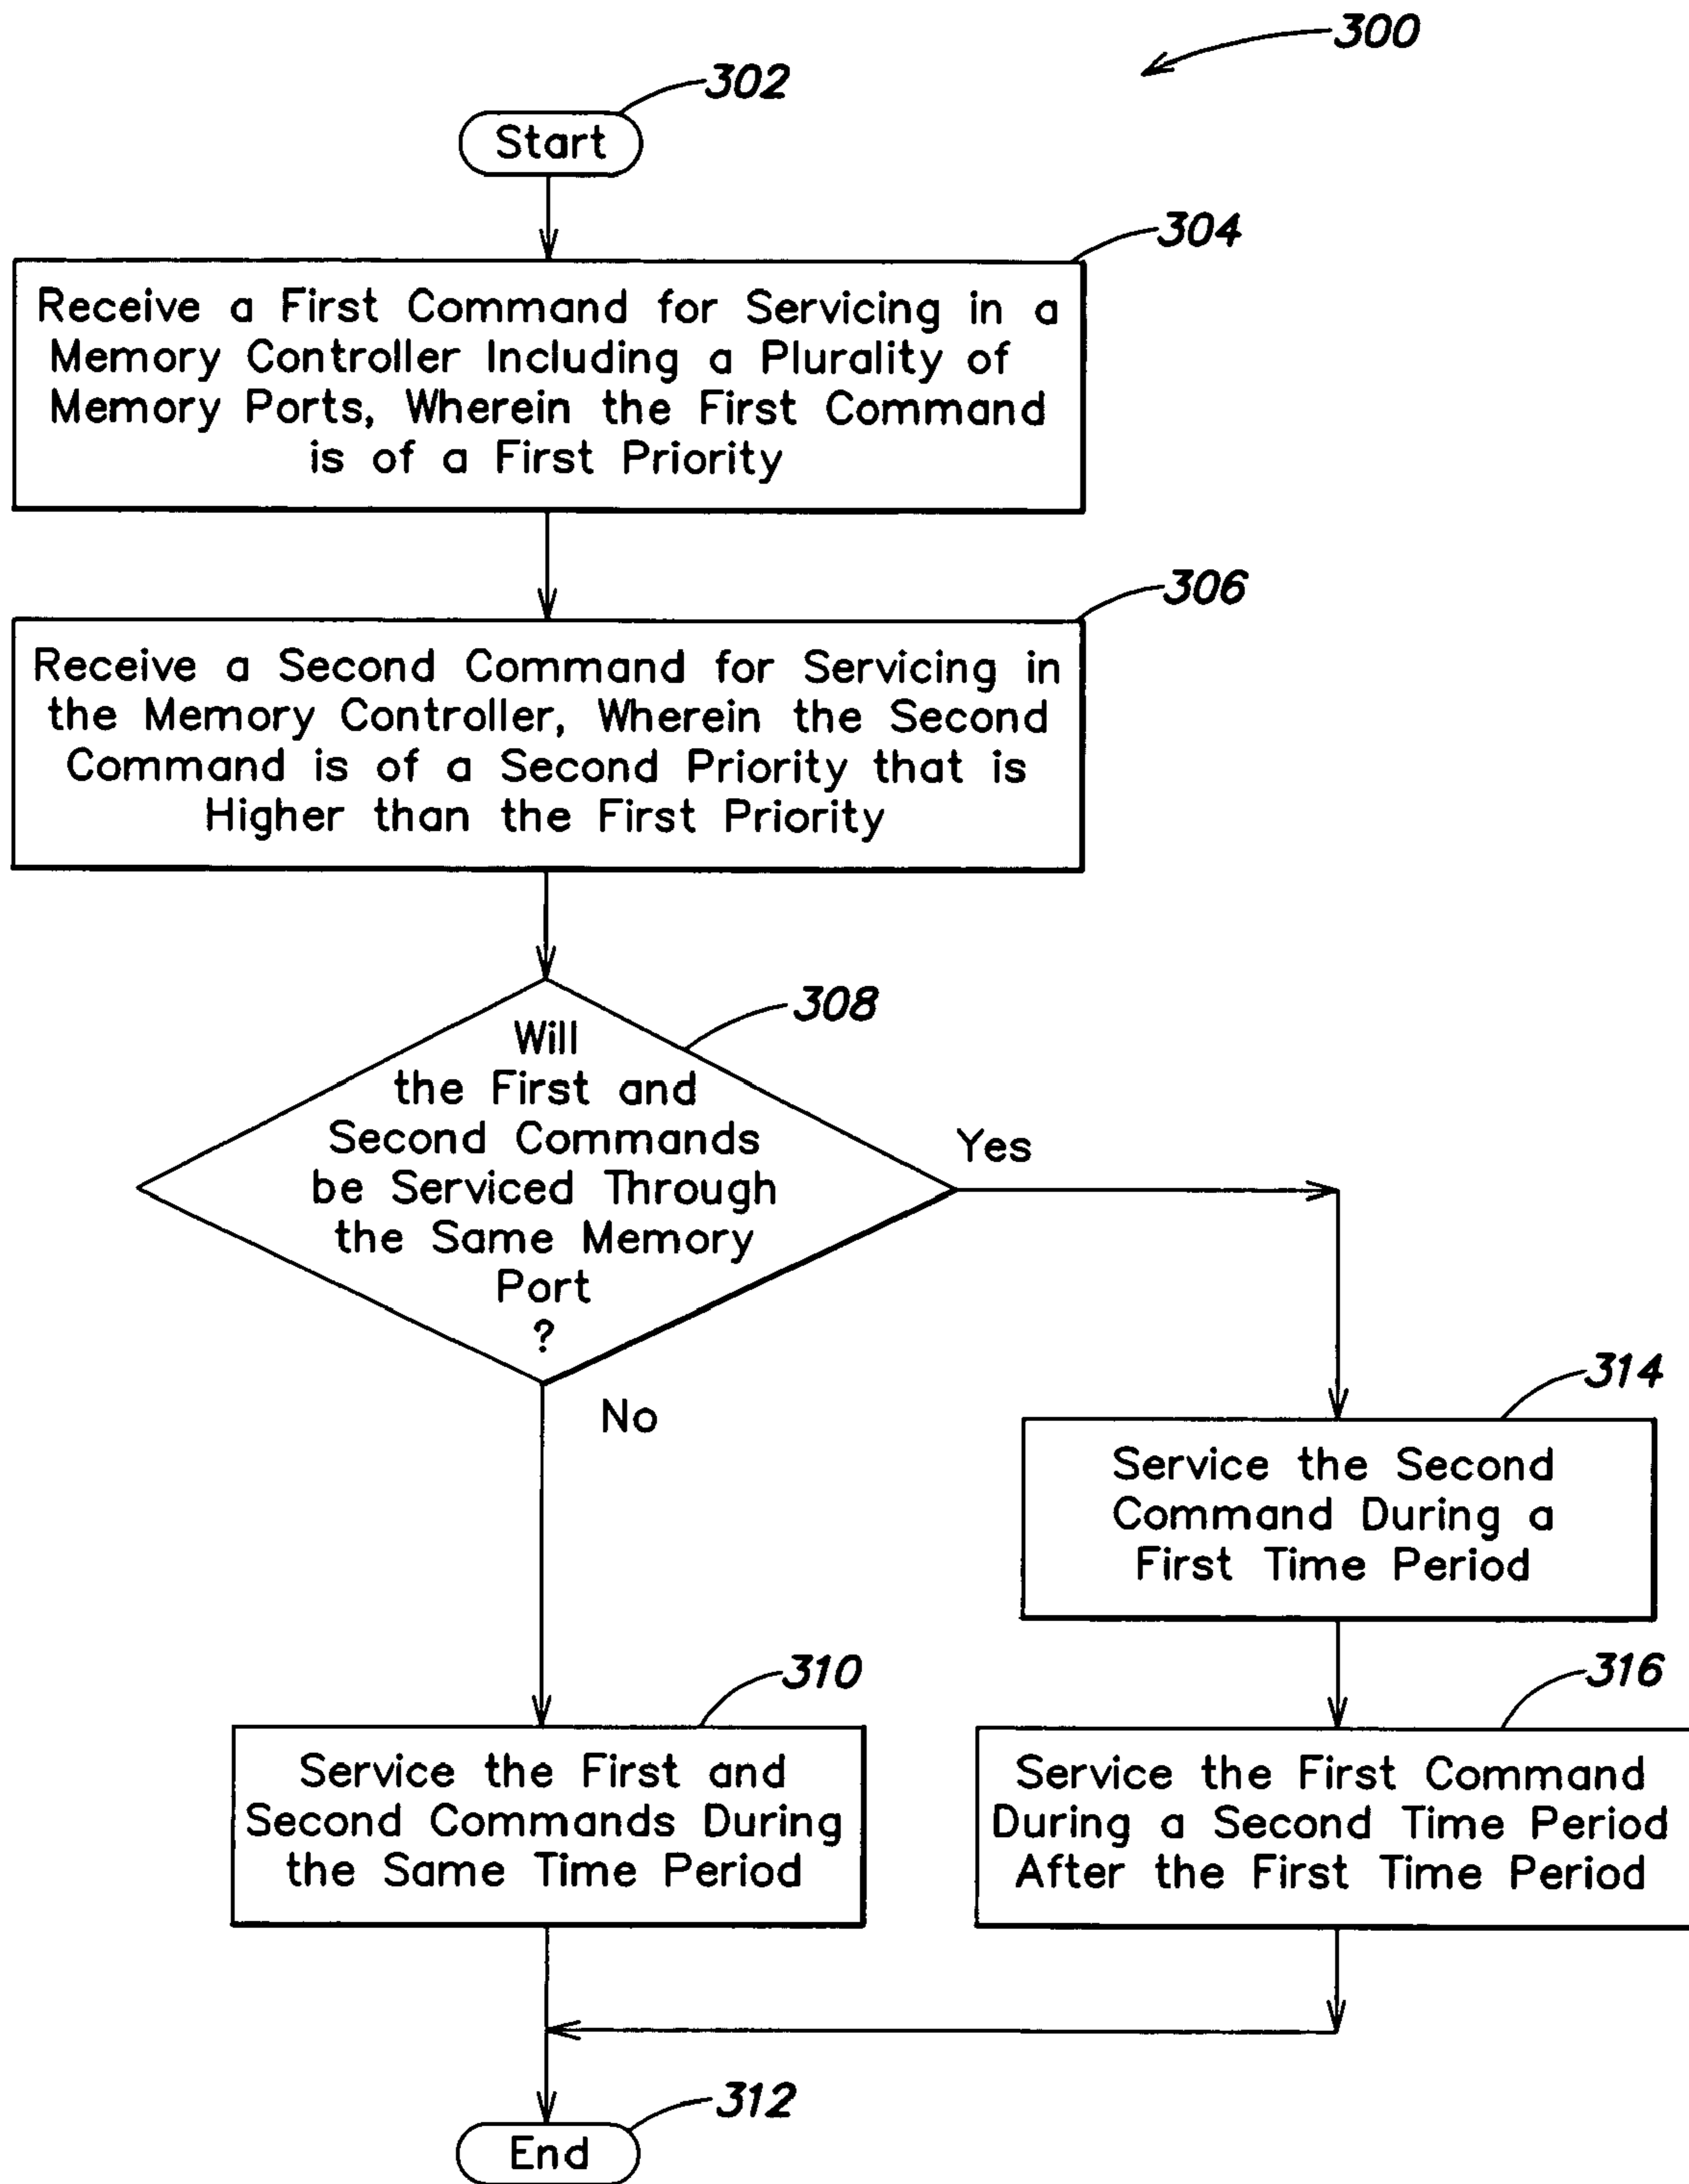 300
302
Start
304
Receive a First Command for Servicing in a
Memory Controller Including a Plurality of
Memory Ports, Wherein the First Command
is of a First Priority
306
Receive a Second Command for Servicing in
the Memory Controller, Wherein the Second
Command is of a Second Priority that is
Higher than the First Priority
308
Will
the First and
Second Commands
be Serviced Through
the Same Memory
Port
?
Yes
No
314
Service the Second
Command During a
First Time Period
310
Service the First and
Second Commands During
the Same Time Period
316
Service the First Command
During a Second Time Period
After the First Time Period
312
End